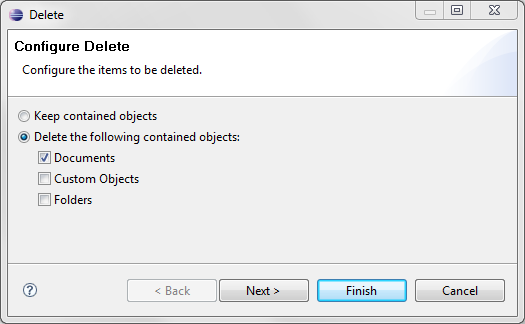 Delete
Configure Delete
Configure the items to be deleted.
Keep contained objects
Delete the following contained objects:
Documents
Custom Objects
Folders
? < Back Next > Finish Cancel